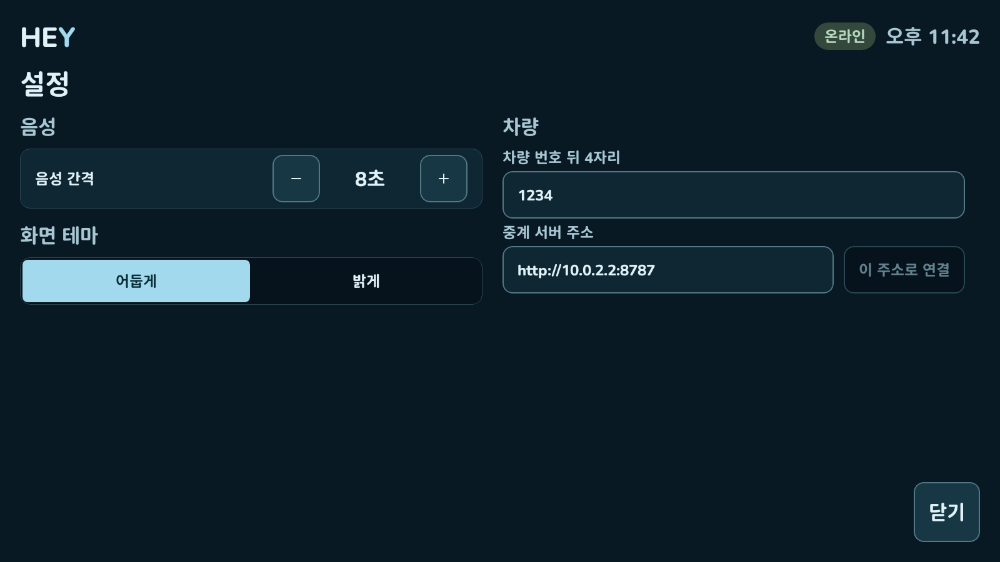 HEY
온라인 오후 11:42
설정
음성
음성 간격 − 8초 +
화면 테마
어둡게 밝게
차량
차량 번호 뒤 4자리
1234
중계 서버 주소
http://10.0.2.2:8787 이 주소로 연결
닫기